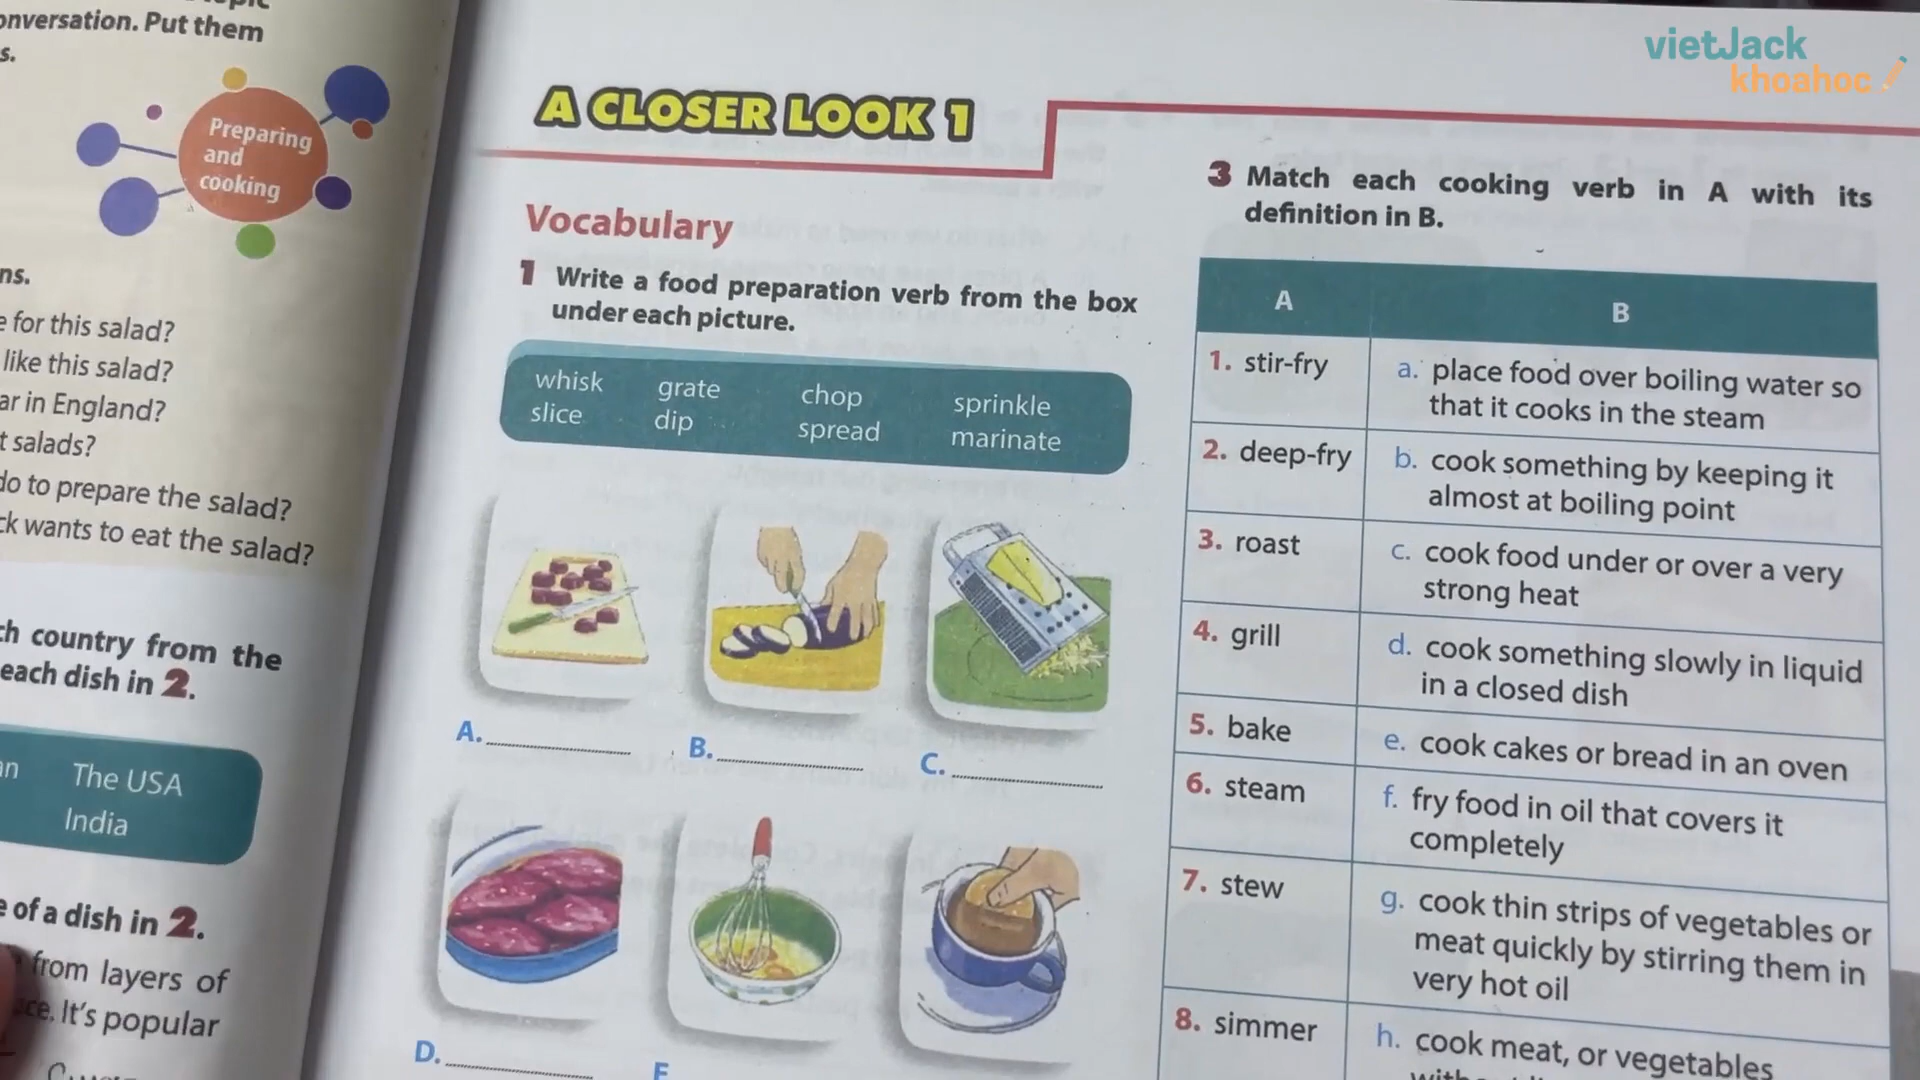 onversation. Put them
s.
Preparing
and
cooking
ns.
e for this salad?
like this salad?
ar in England?
t salads?
do to prepare the salad?
ck wants to eat the salad?
ch country from the
each dish in 2.
an The USA
India
e of a dish in 2.
from layers of
It's popular
A CLOSER LOOK 1
Vocabulary
1 Write a food preparation verb from the box
under each picture.
whisk grate chop sprinkle
slice dip spread marinate
A.
B.
C.
D.
E
3 Match each cooking verb in A with its
definition in B.
A B
1. stir-fry
a. place food over boiling water so
that it cooks in the steam
2. deep-fry
b. cook something by keeping it
almost at boiling point
3. roast
c. cook food under or over a very
strong heat
4. grill
d. cook something slowly in liquid
in a closed dish
5. bake
e. cook cakes or bread in an oven
6. steam
f. fry food in oil that covers it
completely
7. stew
g. cook thin strips of vegetables or
meat quickly by stirring them in
very hot oil
8. simmer
h. cook meat, or vegetables
vietJack
khoahoc